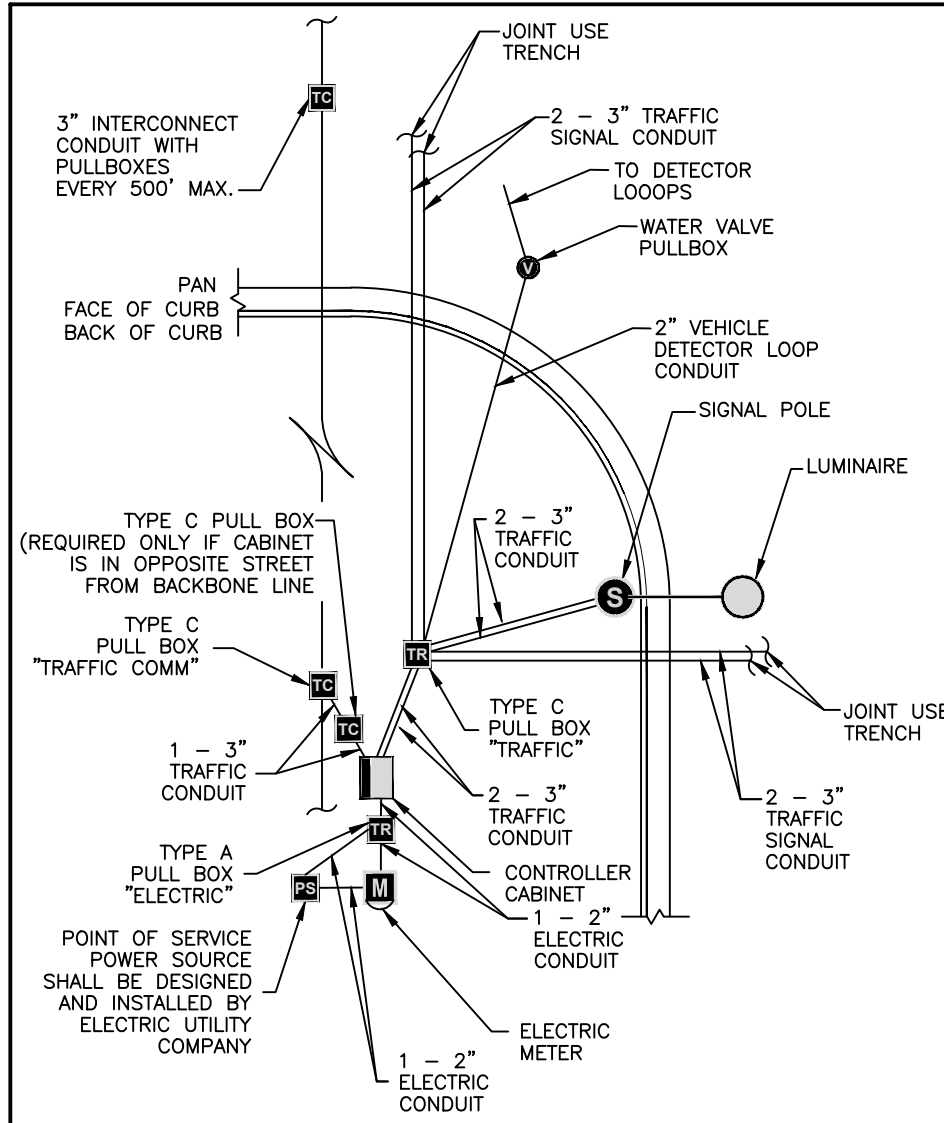 JOINT USE
TRENCH
TC
3" INTERCONNECT
CONDUIT WITH
PULLBOXES
EVERY 500' MAX.
2 - 3" TRAFFIC
SIGNAL CONDUIT
TO DETECTOR
LOOOPS
WATER VALVE
PULLBOX
V
PAN
FACE OF CURB
BACK OF CURB
2" VEHICLE
DETECTOR LOOP
CONDUIT
SIGNAL POLE
LUMINAIRE
TYPE C PULL BOX
(REQUIRED ONLY IF CABINET
IS IN OPPOSITE STREET
FROM BACKBONE LINE
2 - 3"
TRAFFIC
CONDUIT
S
TYPE C
PULL BOX
"TRAFFIC COMM"
TR
TC
TC
TYPE C
PULL BOX
"TRAFFIC"
JOINT USE
TRENCH
1 - 3"
TRAFFIC
CONDUIT
2 - 3"
TRAFFIC
CONDUIT
2 - 3"
TRAFFIC
SIGNAL
CONDUIT
TR
TYPE A
PULL BOX
"ELECTRIC"
CONTROLLER
CABINET
PS
M
1 - 2"
ELECTRIC
CONDUIT
POINT OF SERVICE
POWER SOURCE
SHALL BE DESIGNED
AND INSTALLED BY
ELECTRIC UTILITY
COMPANY
ELECTRIC
METER
1 - 2"
ELECTRIC
CONDUIT